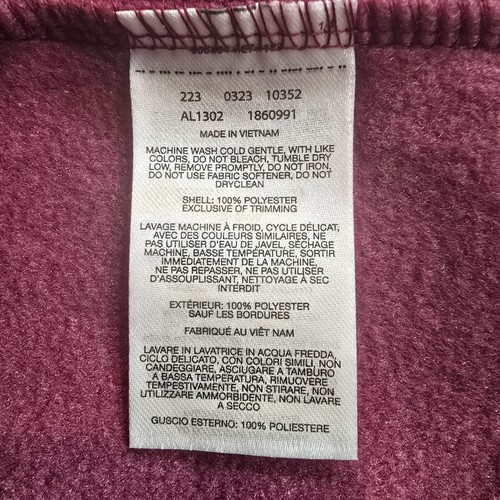 223 0323 10352
AL1302 1860991
MADE IN VIETNAM
MACHINE WASH COLD GENTLE, WITH LIKE
COLORS, DO NOT BLEACH, TUMBLE DRY
LOW, REMOVE PROMPTLY, DO NOT IRON,
DO NOT USE FABRIC SOFTENER, DO NOT
DRYCLEAN
SHELL: 100% POLYESTER
EXCLUSIVE OF TRIMMING
LAVAGE MACHINE À FROID, CYCLE DÉLICAT,
AVEC DES COULEURS SIMILAIRES, NE
PAS UTILISER D'EAU DE JAVEL, SÉCHAGE
MACHINE, BASSE TEMPÉRATURE, SORTIR
IMMÉDIATEMENT DE LA MACHINE,
NE PAS REPASSER, NE PAS UTILISER
D'ASSOUPLISSANT, NETTOYAGE À SEC
INTERDIT
EXTÉRIEUR: 100% POLYESTER
SAUF LES BORDURES
FABRIQUÉ AU VIÊT NAM
LAVARE IN LAVATRICE IN ACQUA FREDDA,
CICLO DELICATO, CON COLORI SIMILI, NON
CANDEGGIARE, ASCIUGARE A TAMBURO
A BASSA TEMPERATURA, RIMUOVERE
TEMPESTIVAMENTE, NON STIRARE, NON
UTILIZZARE AMMORBIDENTE, NON LAVARE
A SECCO
GUSCIO ESTERNO: 100% POLIESTERE